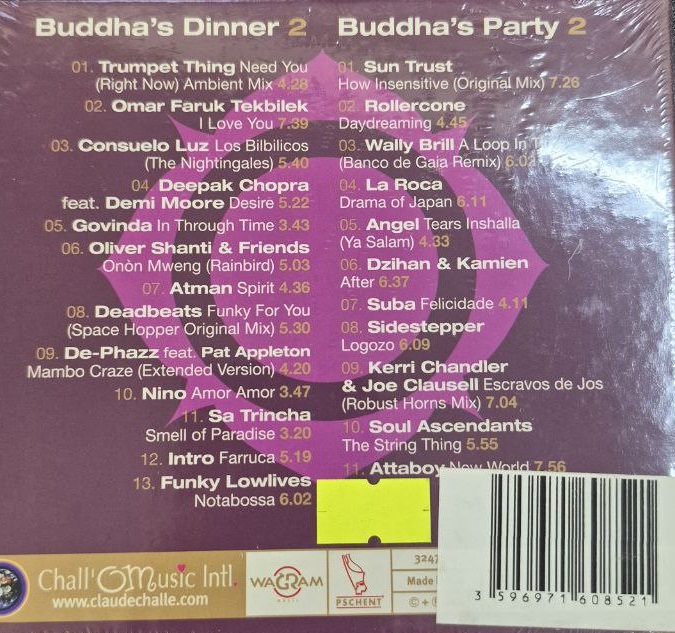 Buddha's Dinner 2
01. Trumpet Thing Need You
(Right Now) Ambient Mix 4.28
02. Omar Faruk Tekbilek
I Love You 7.39
03. Consuelo Luz Los Bilbilicos
(The Nightingales) 5.40
04. Deepak Chopra
feat. Demi Moore Desire 5.22
05. Govinda In Through Time 3.43
06. Oliver Shanti & Friends
Onòn Mweng (Rainbird) 5.03
07. Atman Spirit 4.36
08. Deadbeats Funky For You
(Space Hopper Original Mix) 5.30
09. De-Phazz feat. Pat Appleton
Mambo Craze (Extended Version) 4.20
10. Nino Amor Amor 3.47
11. Sa Trincha
Smell of Paradise 3.20
12. Intro Farruca 5.19
13. Funky Lowlives
Notabossa 6.02
Buddha's Party 2
01. Sun Trust
How Insensitive (Original Mix) 7.26
02. Rollercone
Daydreaming 4.45
03. Wally Brill A Loop In
(Banco de Gaia Remix)
04. La Roca
Drama of Japan 6.11
05. Angel Tears Inshalla
(Ya Salam) 4.33
06. Dzihan & Kamien
After 6.37
07. Suba Felicidade 4.11
08. Sidestepper
Logozo 6.09
09. Kerri Chandler
& Joe Clausell Escravos de Jos
(Robust Horns Mix) 7.04
10. Soul Ascendants
The String Thing 5.55
11. Attaboy New World 7.56
Chall'OMusic Intl.
www.claudechalle.com
WAGRAM
MUSIC
PSCHENT
324
Made
3 596971 608521